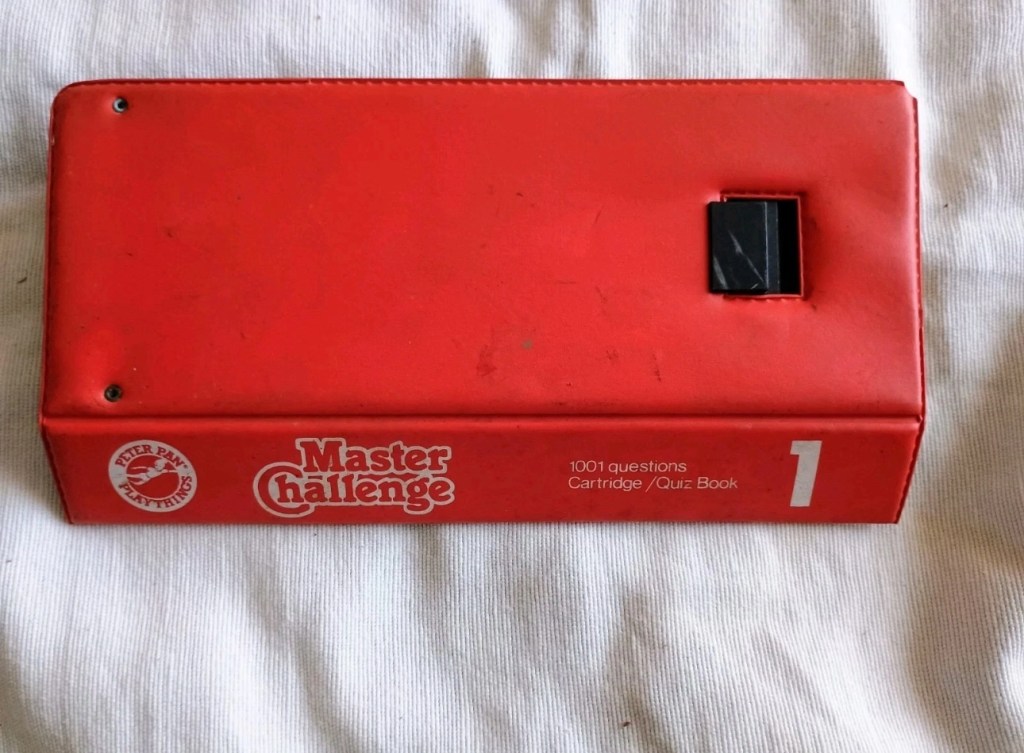 PETER PAN
PLAYTHINGS
Master
Challenge
1001 questions
Cartridge /Quiz Book
1